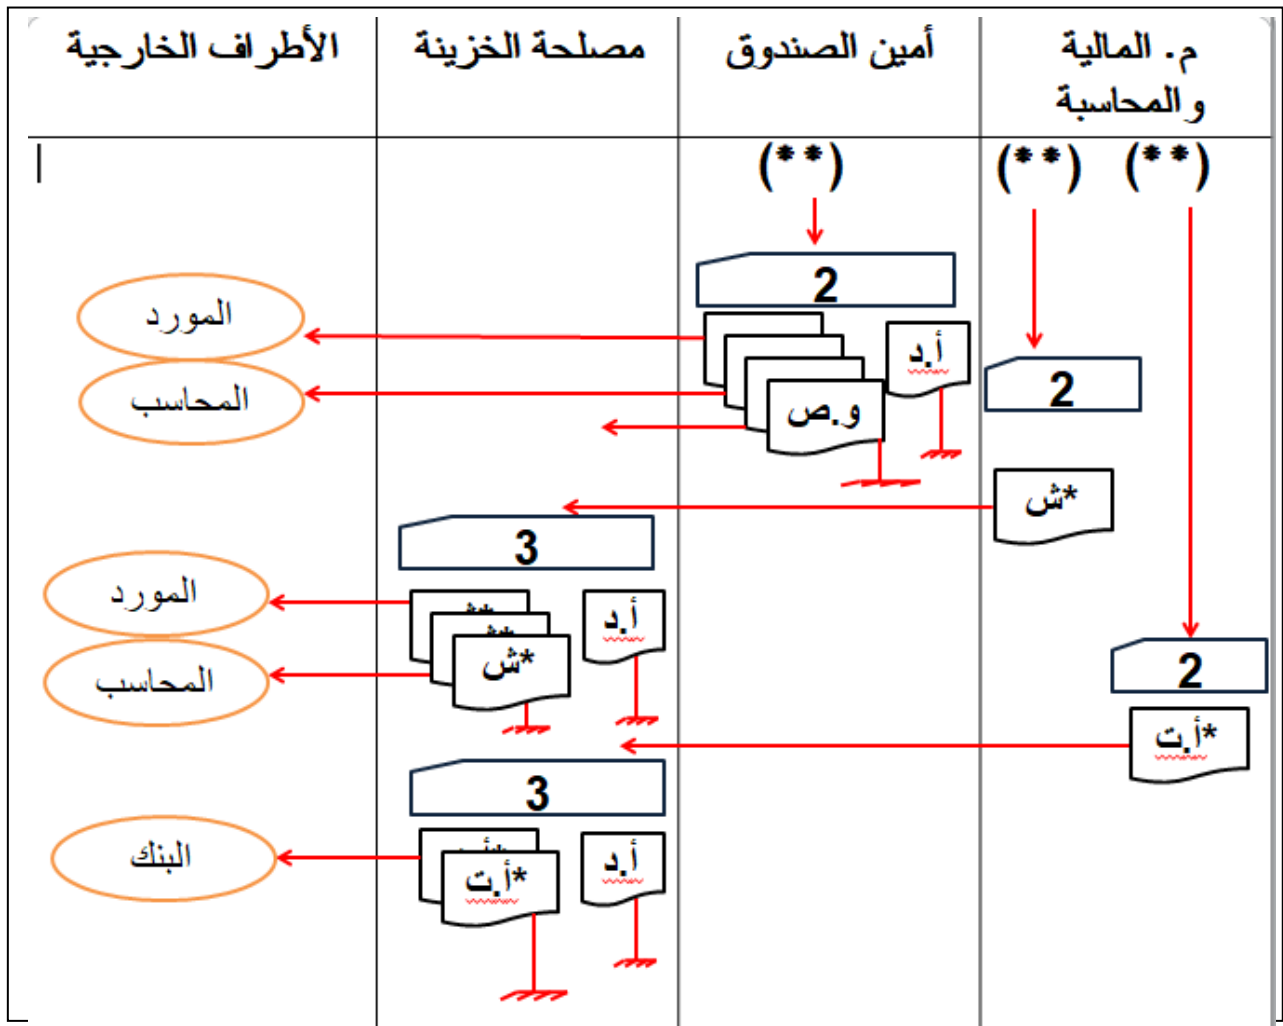 م. المالية والمحاسبة
أمين الصندوق
مصلحة الخزينة
الأطراف الخارجية
(**)
(**)
(**)
2
أ.د
و.ص
المورد
المحاسب
2
ش*
3
أ.د
ش*
المورد
المحاسب
2
أ.ت*
3
أ.د
أ.ت*
البنك